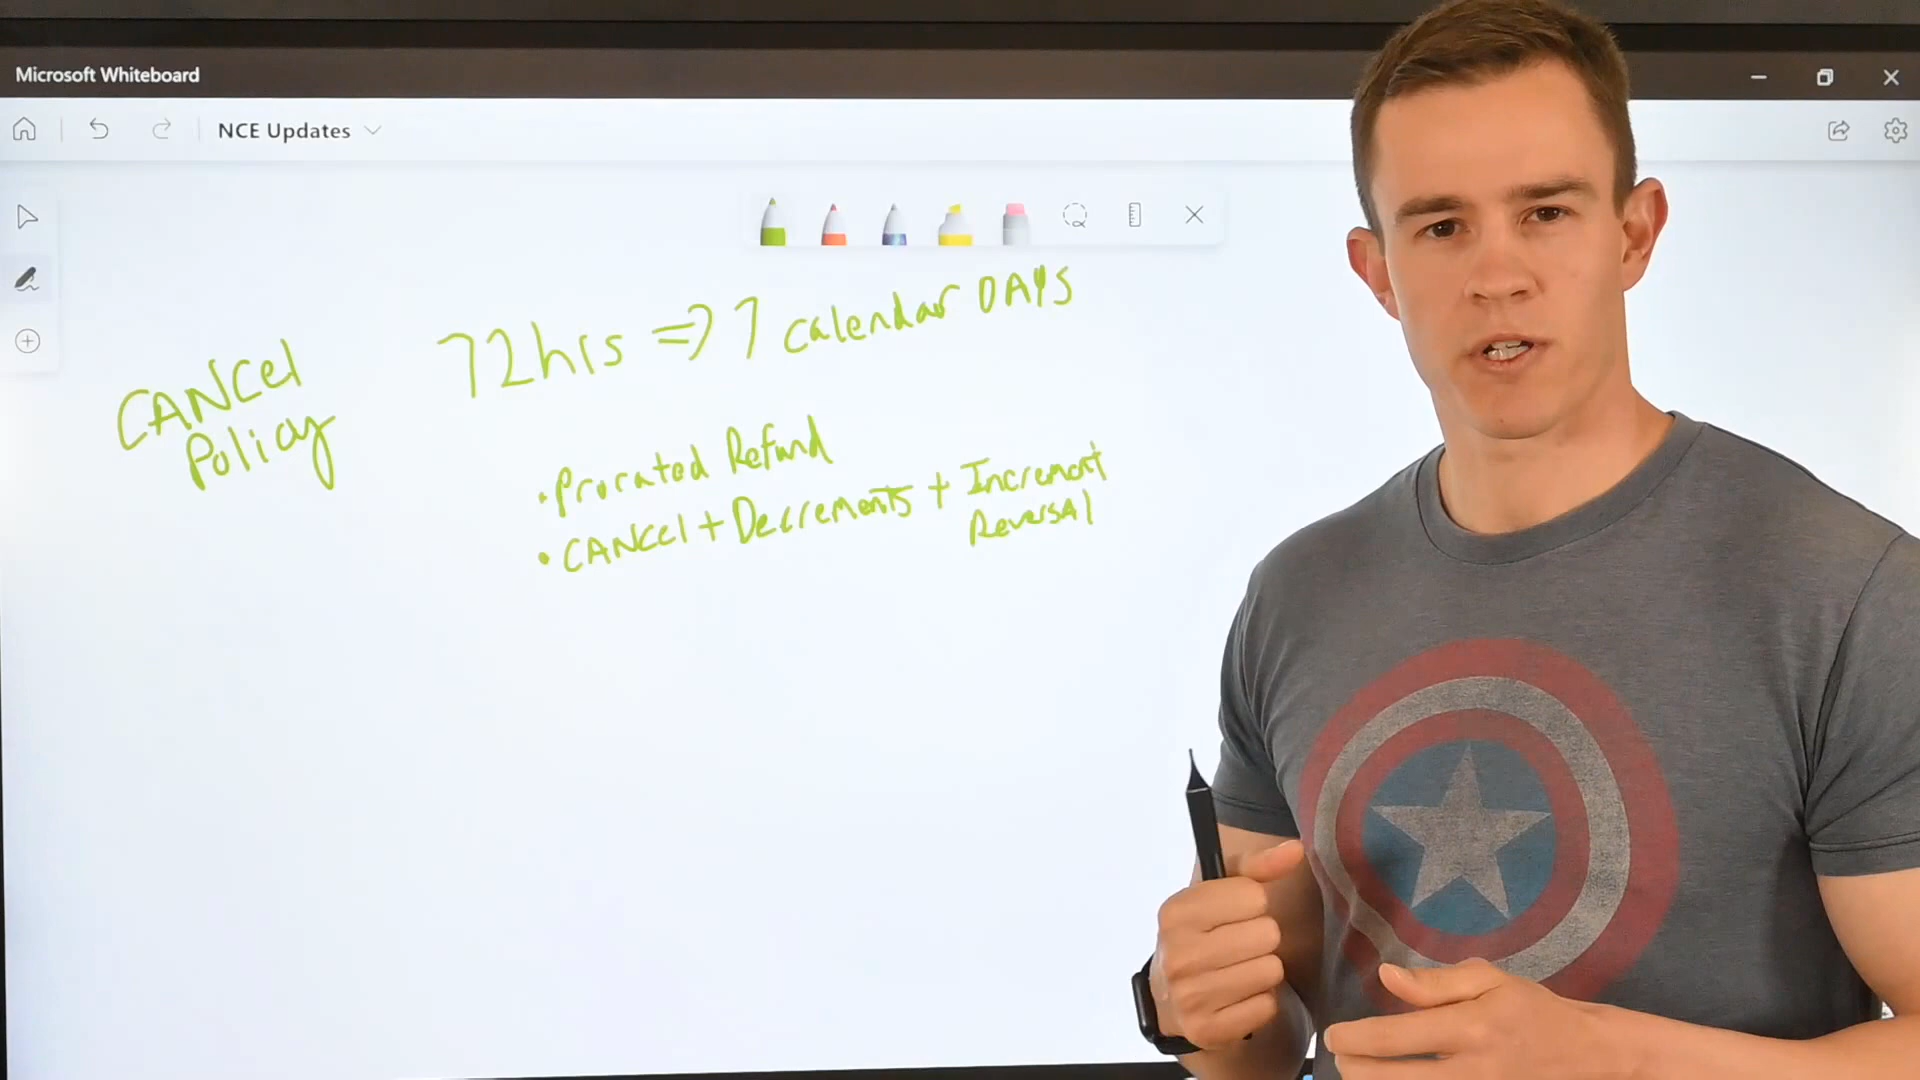 Microsoft Whiteboard
NCE Updates
72hrs => 7 calendar DAYS
CANCel
Policy
• Prorated Refund
• CANCel + Decrements + Increment
Reversal